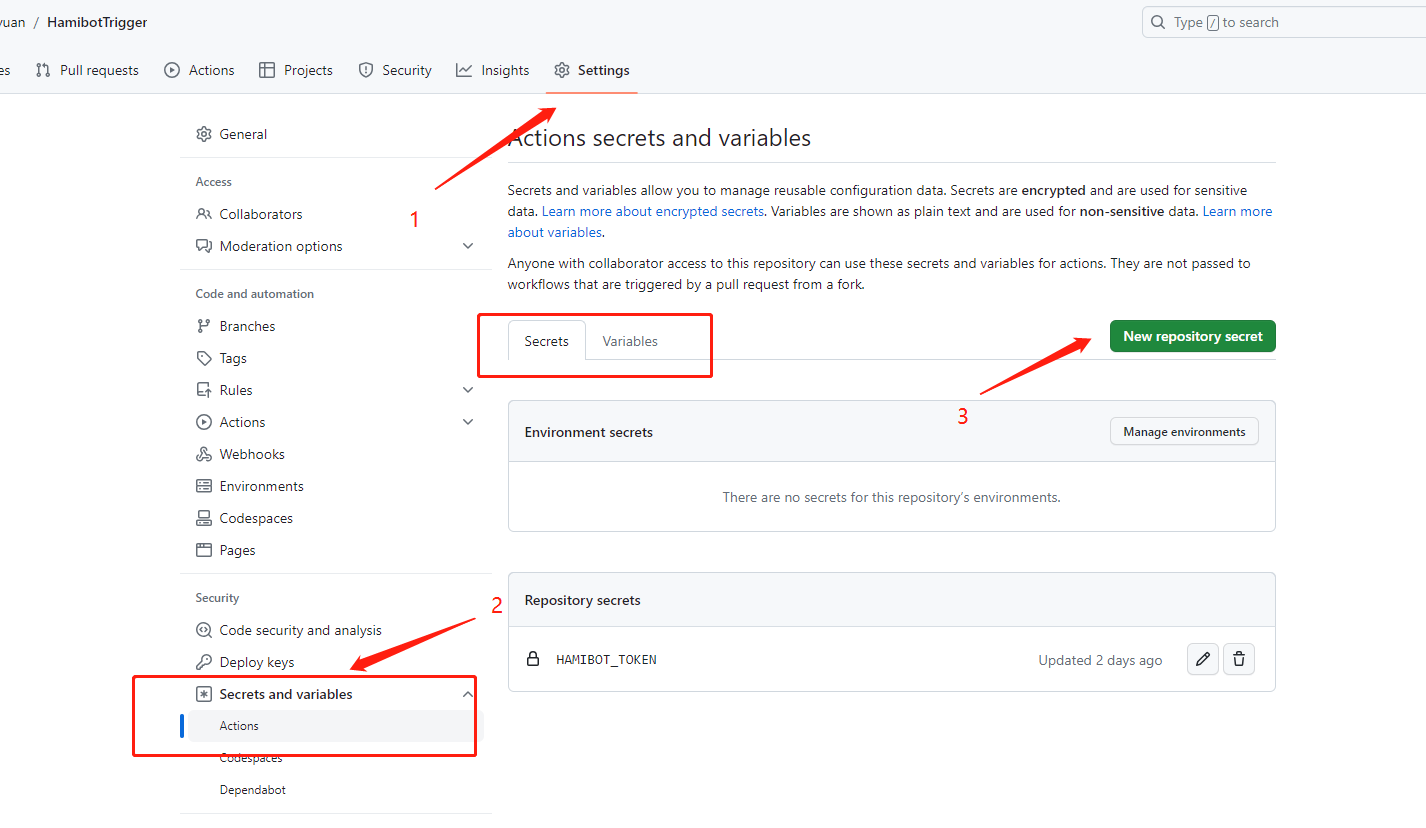 yuan / HamibotTrigger
Type / to search
es Pull requests Actions Projects Security Insights Settings
General
Access
Collaborators
Moderation options
Code and automation
Branches
Tags
Rules
Actions
Webhooks
Environments
Codespaces
Pages
Security
Code security and analysis
Deploy keys
Secrets and variables
Actions
Codespaces
Dependabot
1
2
Actions secrets and variables
Secrets and variables allow you to manage reusable configuration data. Secrets are encrypted and are used for sensitive
data. Learn more about encrypted secrets. Variables are shown as plain text and are used for non-sensitive data. Learn more
about variables.
Anyone with collaborator access to this repository can use these secrets and variables for actions. They are not passed to
workflows that are triggered by a pull request from a fork.
Secrets Variables
New repository secret
3
Environment secrets
Manage environments
There are no secrets for this repository's environments.
Repository secrets
HAMIBOT_TOKEN Updated 2 days ago